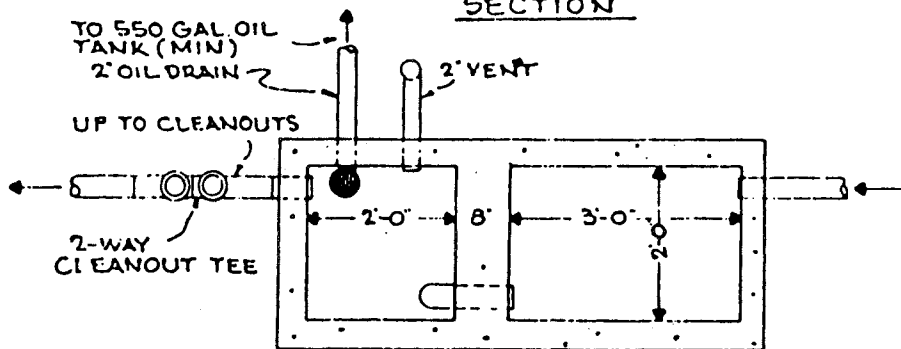 SECTION
TO 550 GAL. OIL
TANK (MIN)
2" OIL DRAIN
2" VENT
UP TO CLEANOUTS
2'-0"
8"
3'-0"
2'-0
2-WAY
CLEANOUT TEE